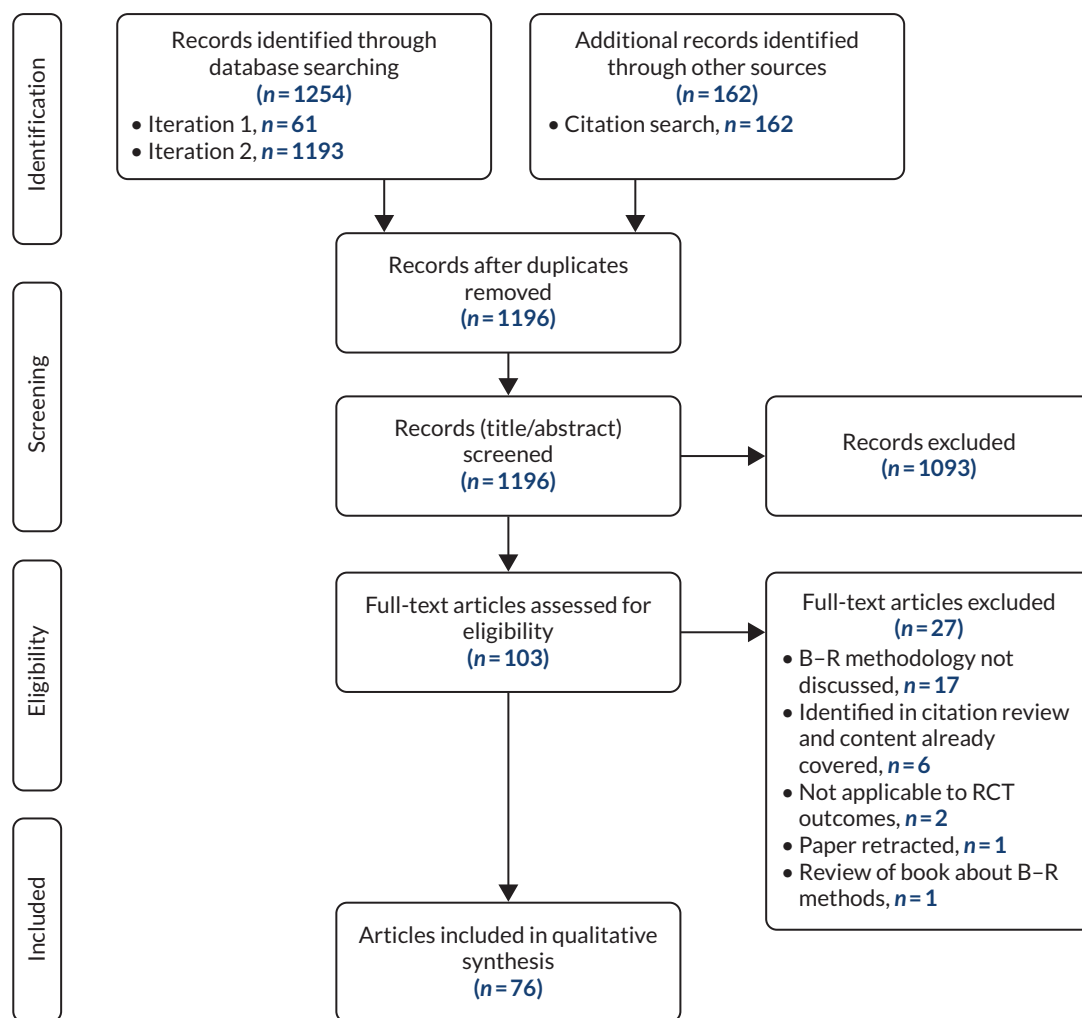 Identification
Records identified through
database searching
(n = 1254)
• Iteration 1, n = 61
• Iteration 2, n = 1193
Additional records identified
through other sources
(n = 162)
• Citation search, n = 162
Records after duplicates
removed
(n = 1196)
Screening
Records (title/abstract)
screened
(n = 1196)
Records excluded
(n = 1093)
Eligibility
Full-text articles assessed for
eligibility
(n = 103)
Full-text articles excluded
(n = 27)
• B–R methodology not
discussed, n = 17
• Identified in citation review
and content already
covered, n = 6
• Not applicable to RCT
outcomes, n = 2
• Paper retracted, n = 1
• Review of book about B–R
methods, n = 1
Included
Articles included in qualitative
synthesis
(n = 76)